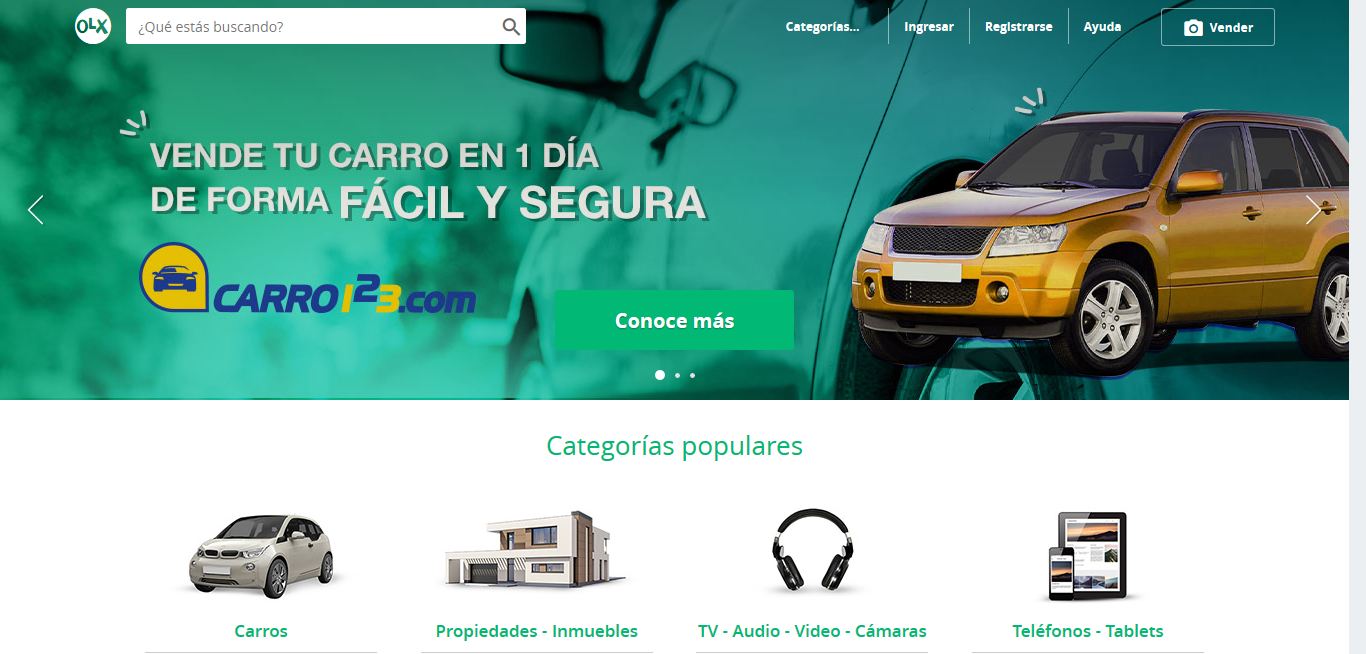 OLX
¿Qué estás buscando?
Categorías...
Ingresar
Registrarse
Ayuda
Vender
VENDE TU CARRO EN 1 DÍA
DE FORMA FÁCIL Y SEGURA
CARRO123.com
Conoce más
Categorías populares
Carros
Propiedades - Inmuebles
TV - Audio - Video - Cámaras
Teléfonos - Tablets